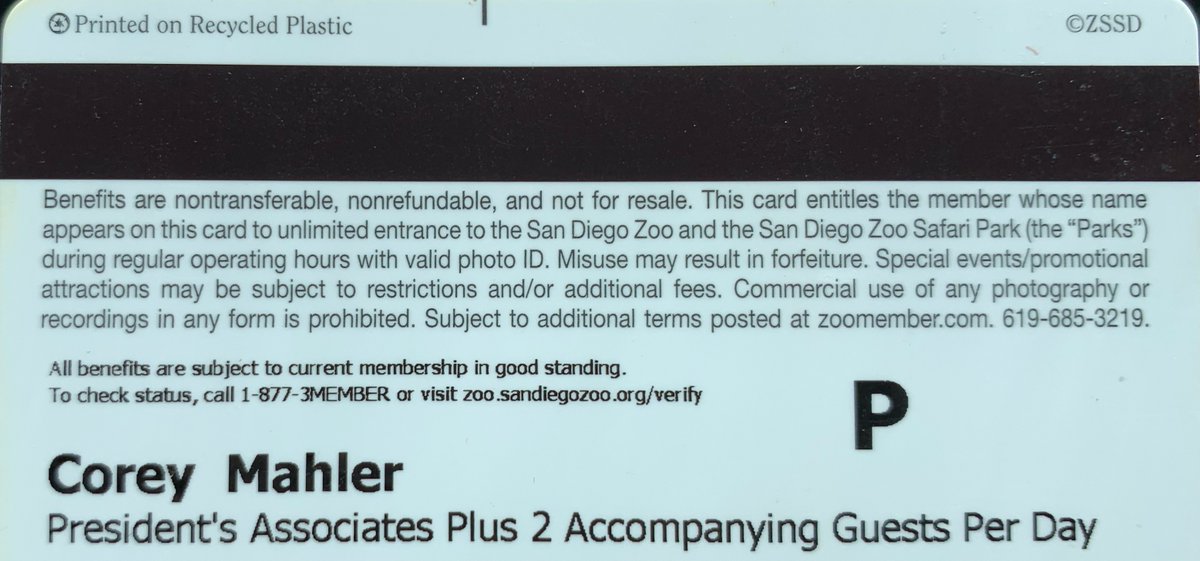 Printed on Recycled Plastic
©ZSSD
Benefits are nontransferable, nonrefundable, and not for resale. This card entitles the member whose name
appears on this card to unlimited entrance to the San Diego Zoo and the San Diego Zoo Safari Park (the “Parks”)
during regular operating hours with valid photo ID. Misuse may result in forfeiture. Special events/promotional
attractions may be subject to restrictions and/or additional fees. Commercial use of any photography or
recordings in any form is prohibited. Subject to additional terms posted at zoomember.com. 619-685-3219.
All benefits are subject to current membership in good standing.
To check status, call 1-877-3MEMBER or visit zoo.sandiegozoo.org/verify
P
Corey Mahler
President's Associates Plus 2 Accompanying Guests Per Day